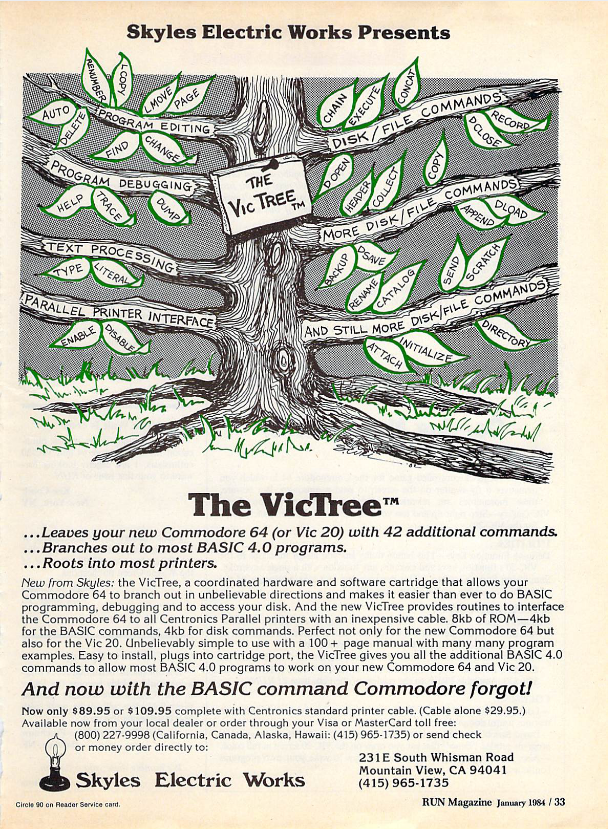 Skyles Electric Works Presents
RENUMBER
LCOPY
LMOVE
PAGE
AUTO
DELETE
PROGRAM EDITING
FIND
CHANGE
PROGRAM DEBUGGING
HELP
TRACE
DUMP
TEXT PROCESSING
TYPE
LITERAL
PARALLEL PRINTER INTERFACE
ENABLE
DISABLE
THE
VIC TREE™
CHAIN
EXECUTE
CONCAT
DISK/FILE COMMANDS
RECORD
DCLOSE
DOPEN
HEADER
COLLECT
COPY
MORE DISK/FILE COMMANDS
APPEND
DLOAD
BACKUP
DSAVE
RENAME
CATALOG
SEND
SCRATCH
AND STILL MORE DISK/FILE COMMANDS
ATTACH
INITIALIZE
DIRECTORY
The VicTree™
...Leaves your new Commodore 64 (or Vic 20) with 42 additional commands.
...Branches out to most BASIC 4.0 programs.
...Roots into most printers.
New from Skyles: the VicTree, a coordinated hardware and software cartridge that allows your
Commodore 64 to branch out in unbelievable directions and makes it easier than ever to do BASIC
programming, debugging and to access your disk. And the new VicTree provides routines to interface
the Commodore 64 to all Centronics Parallel printers with an inexpensive cable. 8kb of ROM—4kb
for the BASIC commands, 4kb for disk commands. Perfect not only for the new Commodore 64 but
also for the Vic 20. Unbelievably simple to use with a 100+ page manual with many many program
examples. Easy to install, plugs into cartridge port, the VicTree gives you all the additional BASIC 4.0
commands to allow most BASIC 4.0 programs to work on your new Commodore 64 and Vic 20.
And now with the BASIC command Commodore forgot!
Now only $89.95 or $109.95 complete with Centronics standard printer cable. (Cable alone $29.95.)
Available now from your local dealer or order through your Visa or MasterCard toll free:
(800) 227-9998 (California, Canada, Alaska, Hawaii: (415) 965-1735) or send check
or money order directly to:
Skyles Electric Works
231E South Whisman Road
Mountain View, CA 94041
(415) 965-1735
Circle 90 on Reader Service card.
RUN Magazine January 1984 / 33